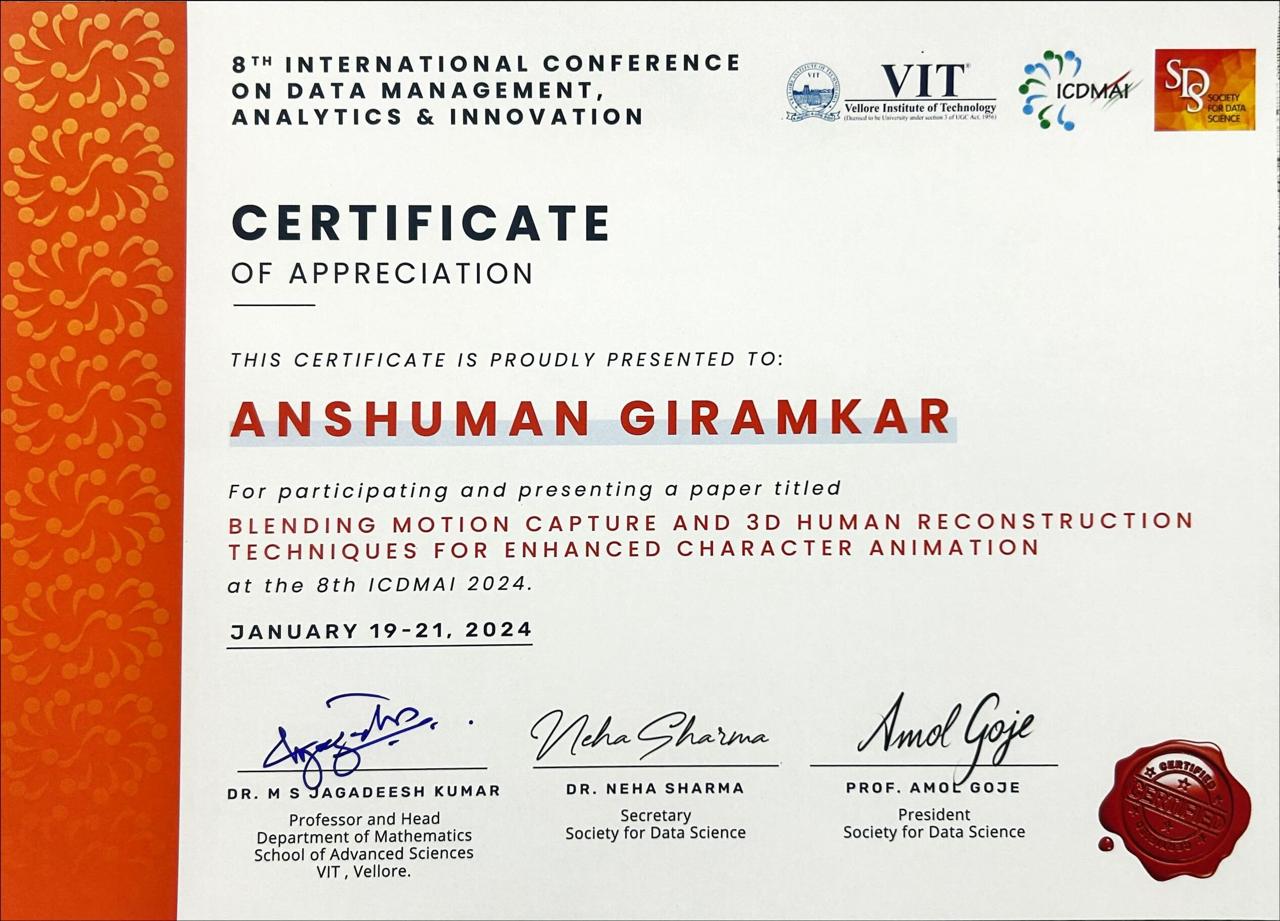 8TH INTERNATIONAL CONFERENCE
ON DATA MANAGEMENT,
ANALYTICS & INNOVATION
VIT
VIT®
Vellore Institute of Technology
(Deemed to be University under section 3 of UGC Act, 1956)
ICDMAI
SDS
SOCIETY
FOR DATA
SCIENCE
CERTIFICATE
OF APPRECIATION
THIS CERTIFICATE IS PROUDLY PRESENTED TO:
ANSHUMAN GIRAMKAR
For participating and presenting a paper titled
BLENDING MOTION CAPTURE AND 3D HUMAN RECONSTRUCTION
TECHNIQUES FOR ENHANCED CHARACTER ANIMATION
at the 8th ICDMAI 2024.
JANUARY 19-21, 2024
Neha Sharma
Amol Goje
DR. M S JAGADEESH KUMAR
Professor and Head
Department of Mathematics
School of Advanced Sciences
VIT , Vellore.
DR. NEHA SHARMA
Secretary
Society for Data Science
PROF. AMOL GOJE
President
Society for Data Science
CERTIFIED
CERTIFIED